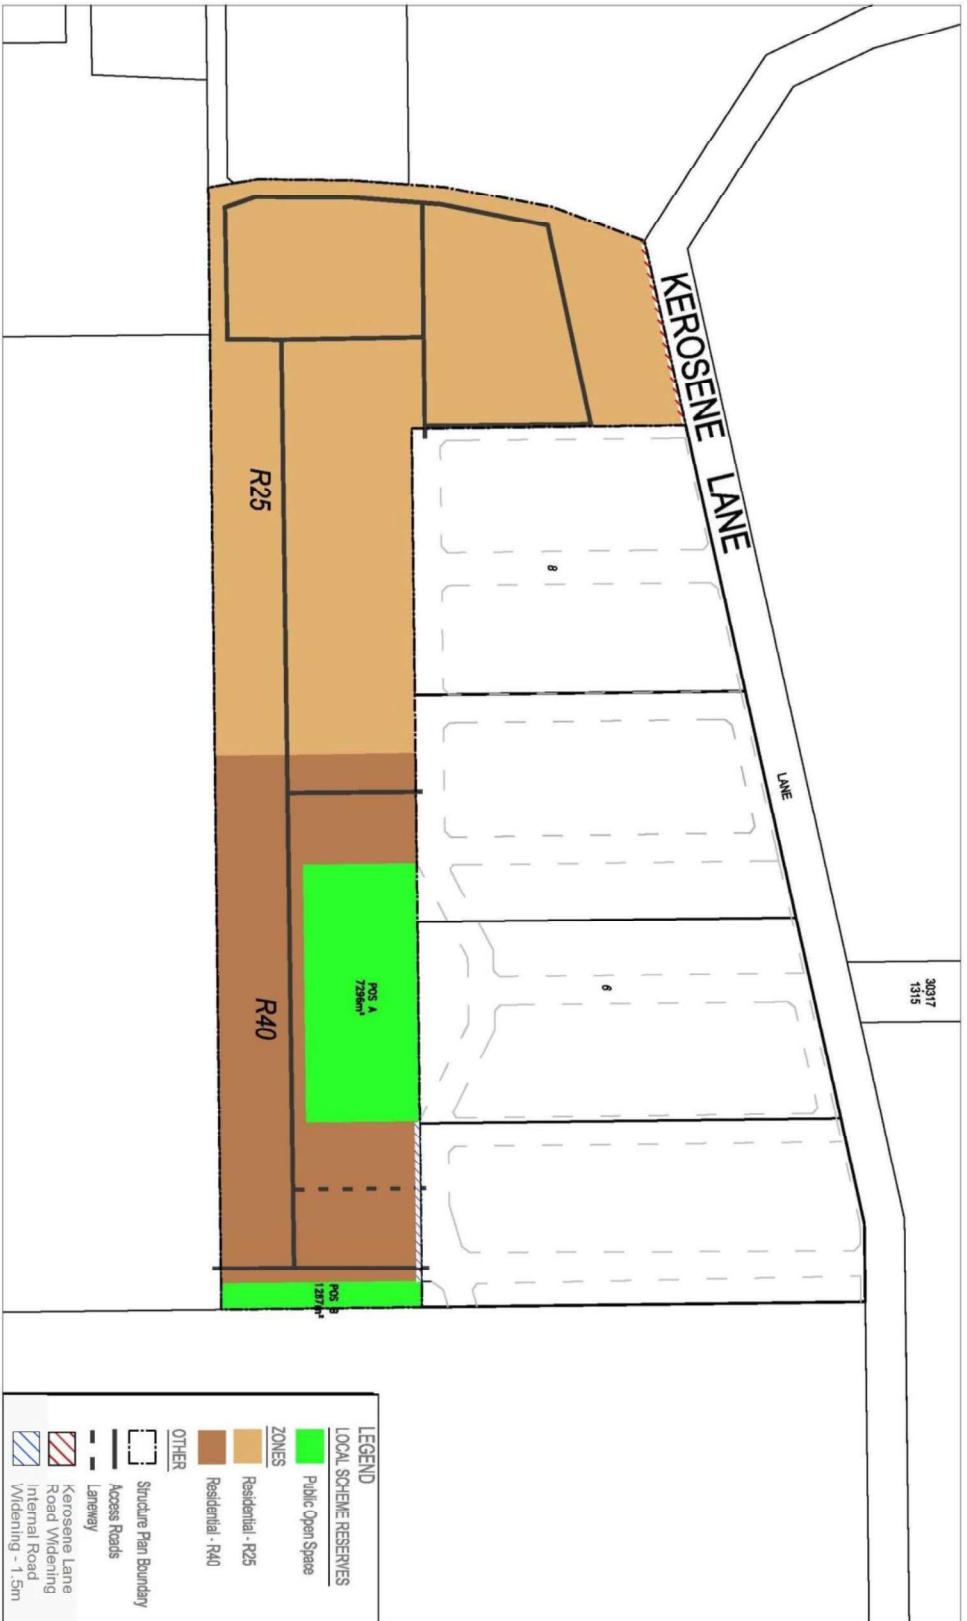 KEROSENE LANE
LANE
30317
1315
8
6
R25
R40
POS A
7296m²
POS B
1287m²
LEGEND
LOCAL SCHEME RESERVES
Public Open Space
ZONES
Residential - R25
Residential - R40
OTHER
Structure Plan Boundary
Access Roads
Laneway
Kerosene Lane
Road Widening
Internal Road
Widening - 1.5m